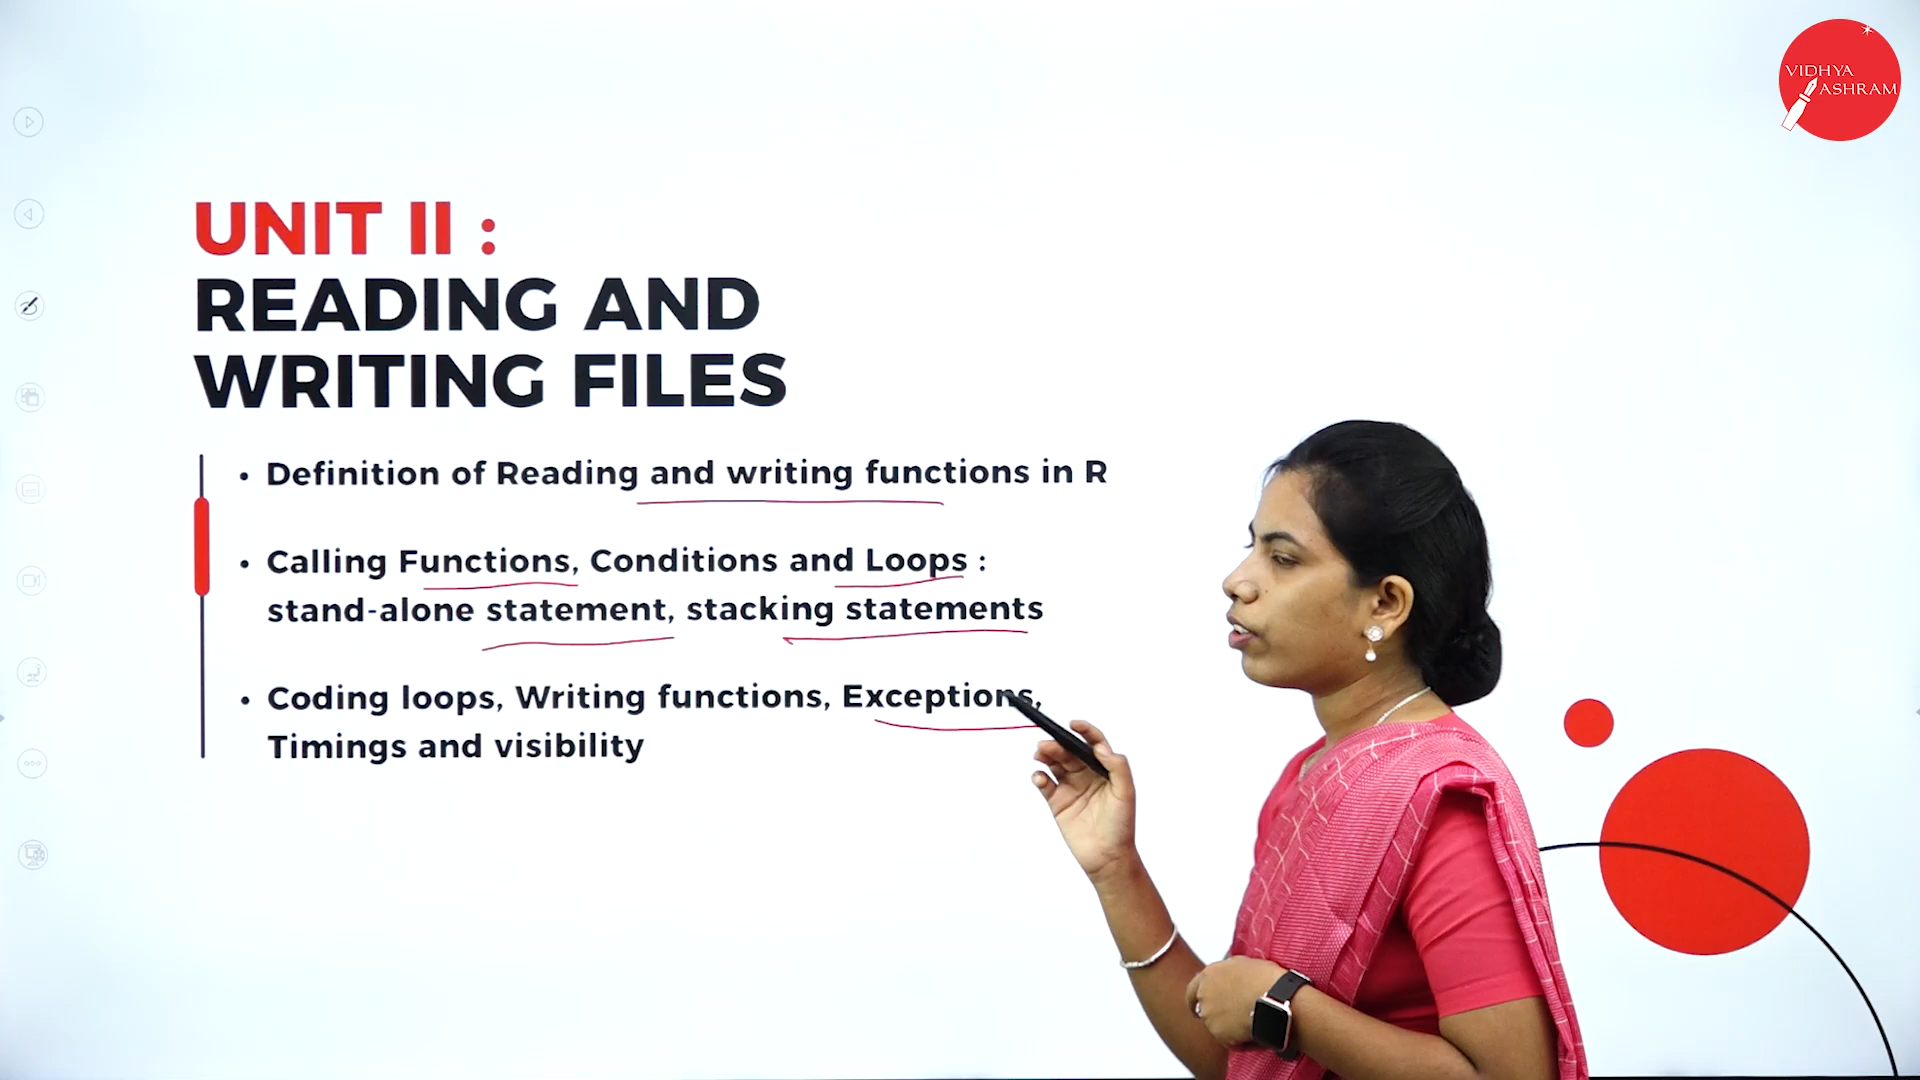 VIDHYA
ASHRAM
UNIT II :
READING AND
WRITING FILES
• Definition of Reading and writing functions in R
• Calling Functions, Conditions and Loops :
stand-alone statement, stacking statements
• Coding loops, Writing functions, Exceptions,
Timings and visibility